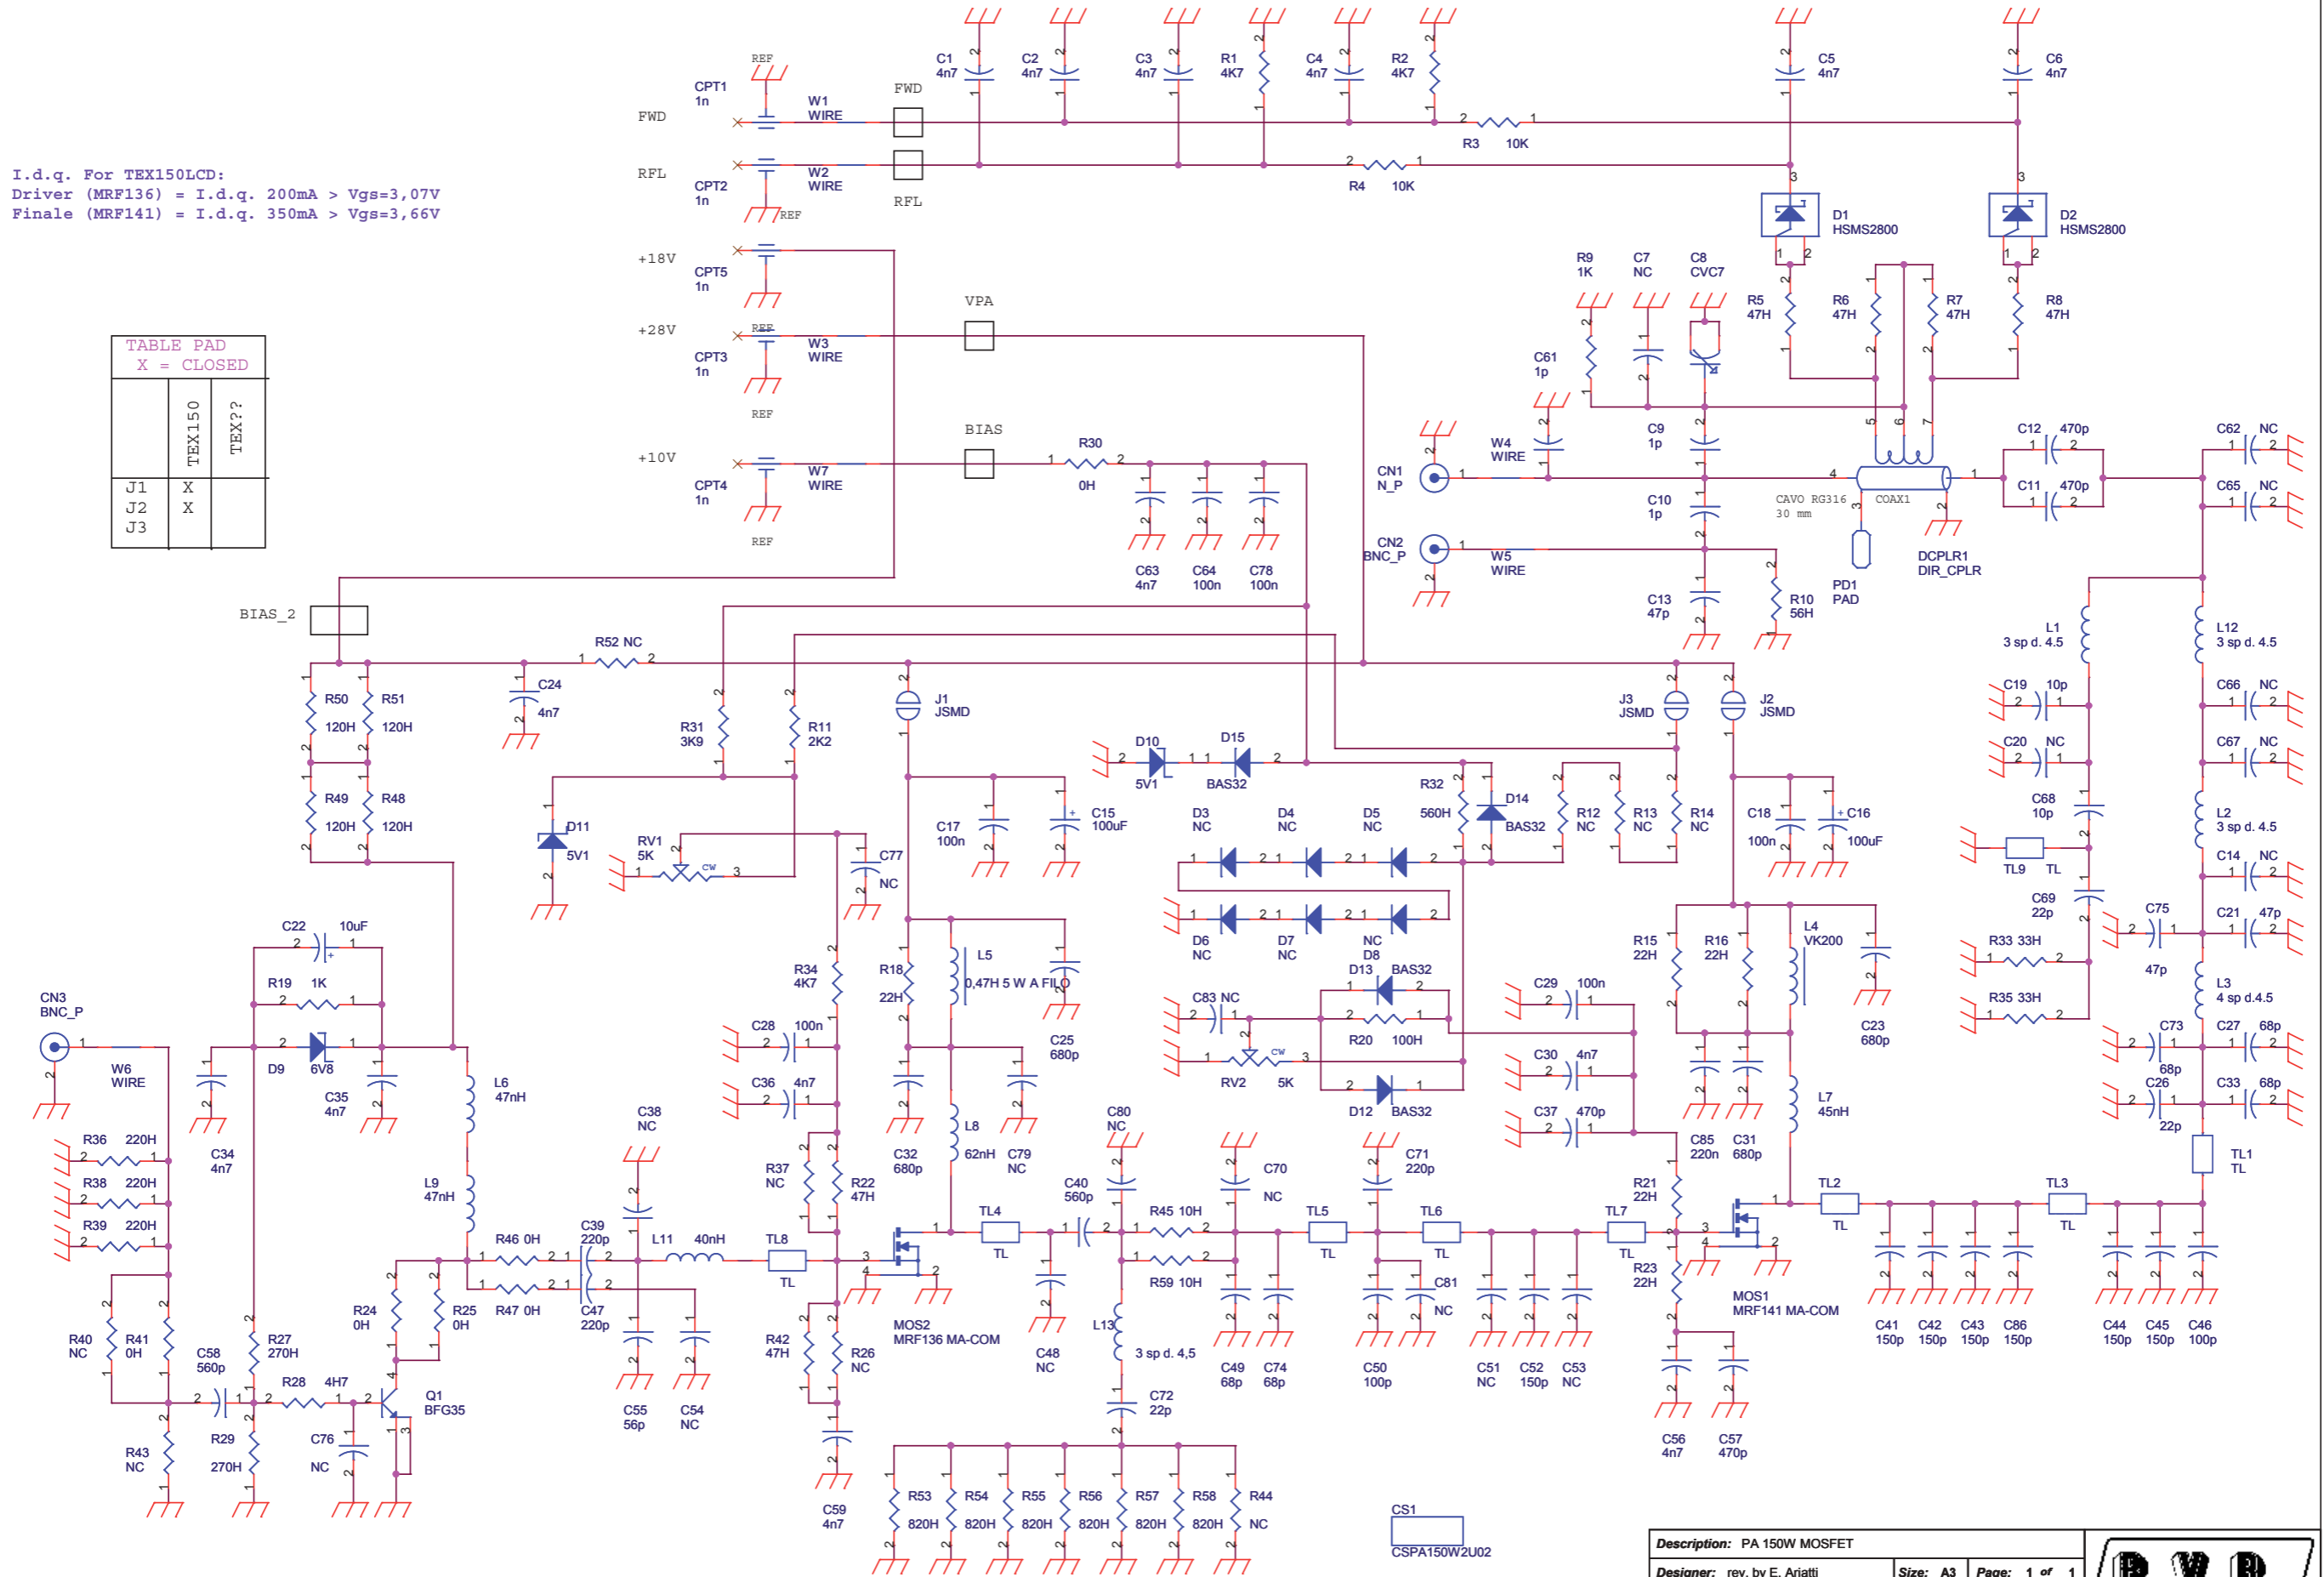 I.d.q. For TEX150LCD:
Driver (MRF136) = I.d.q. 200mA > Vgs=3,07V
Finale (MRF141) = I.d.q. 350mA > Vgs=3,66V
TABLE PAD
X = CLOSED
TEX150
TEX??
J1 X
J2 X
J3
FWD
CPT1
1n
REF
W1
WIRE
FWD
RFL
CPT2
1n
REF
W2
WIRE
RFL
+18V
CPT5
1n
+28V
CPT3
1n
REF
W3
WIRE
VPA
REF
+10V
CPT4
1n
W7
WIRE
BIAS
REF
R30
0H
C63
4n7
C64
100n
C78
100n
C1
4n7
C2
4n7
C3
4n7
R1
4K7
C4
4n7
R2
4K7
C5
4n7
C6
4n7
R3 10K
R4 10K
D1
HSMS2800
D2
HSMS2800
R9
1K
C7
NC
C8
CVC7
R5
47H
R6
47H
R7
47H
R8
47H
C61
1p
C9
1p
W4
WIRE
CN1
N_P
C10
1p
CN2
BNC_P
W5
WIRE
C13
47p
R10
56H
CAVO RG316
30 mm
COAX1
PD1
PAD
DCPLR1
DIR_CPLR
C12 470p
C11 470p
C62 NC
C65 NC
L1
3 sp d. 4.5
L12
3 sp d. 4.5
C19 10p
C20 NC
C66 NC
C67 NC
C68
10p
L2
3 sp d. 4.5
TL9 TL
C14 NC
C69
22p
C75
47p
C21 47p
R33 33H
R35 33H
L3
4 sp d.4.5
C73
68p
C27 68p
C26
22p
C33 68p
TL1
TL
BIAS_2
R52 NC
C24
4n7
R50
120H
R51
120H
R49
120H
R48
120H
R31
3K9
R11
2K2
J1
JSMD
J3
JSMD
J2
JSMD
D10
5V1
D15
BAS32
D11
5V1
RV1
5K
CW
C77
NC
C17
100n
C15
100uF
R32
560H
D14
BAS32
R12
NC
R13
NC
R14
NC
C18
100n
C16
100uF
D3
NC
D4
NC
D5
NC
D6
NC
D7
NC
NC
D8
D13 BAS32
R20 100H
C83 NC
RV2 5K
CW
D12 BAS32
C29 100n
C30 4n7
C37 470p
R15
22H
R16
22H
L4
VK200
C23
680p
C85
220n
C31
680p
L7
45nH
C22 10uF
R19 1K
D9 6V8
C34
4n7
C35
4n7
CN3
BNC_P
W6
WIRE
R36 220H
R38 220H
R39 220H
L6
47nH
L9
47nH
R34
4K7
R18
22H
L5
0,47H 5 W A FILO
C25
680p
C28 100n
C36 4n7
C32
680p
L8
62nH
C79
NC
R37
NC
R22
47H
C38
NC
C39
220p
R46 0H
R47 0H
C47
220p
L11 40nH
TL8
TL
C55
56p
C54
NC
R42
47H
R26
NC
C59
4n7
MOS2
MRF136 MA-COM
TL4
TL
C48
NC
C40
560p
C80
NC
R45 10H
R59 10H
L13
3 sp d. 4,5
C72
22p
C70
NC
C49
68p
C74
68p
TL5
TL
C71
220p
C50
100p
C81
NC
TL6
TL
C51
NC
C52
150p
C53
NC
TL7
TL
R21
22H
R23
22H
C56
4n7
C57
470p
MOS1
MRF141 MA-COM
TL2
TL
C41
150p
C42
150p
C43
150p
C86
150p
TL3
TL
C44
150p
C45
150p
C46
100p
R40
NC
R41
0H
C58
560p
R43
NC
R27
270H
R28 4H7
R29
270H
C76
NC
R24
0H
R25
0H
Q1
BFG35
R53
820H
R54
820H
R55
820H
R56
820H
R57
820H
R58
820H
R44
NC
CS1
CSPA150W2U02
Description: PA 150W MOSFET
Designer: rev. by E. Ariatti
Size: A3
Page: 1 of 1